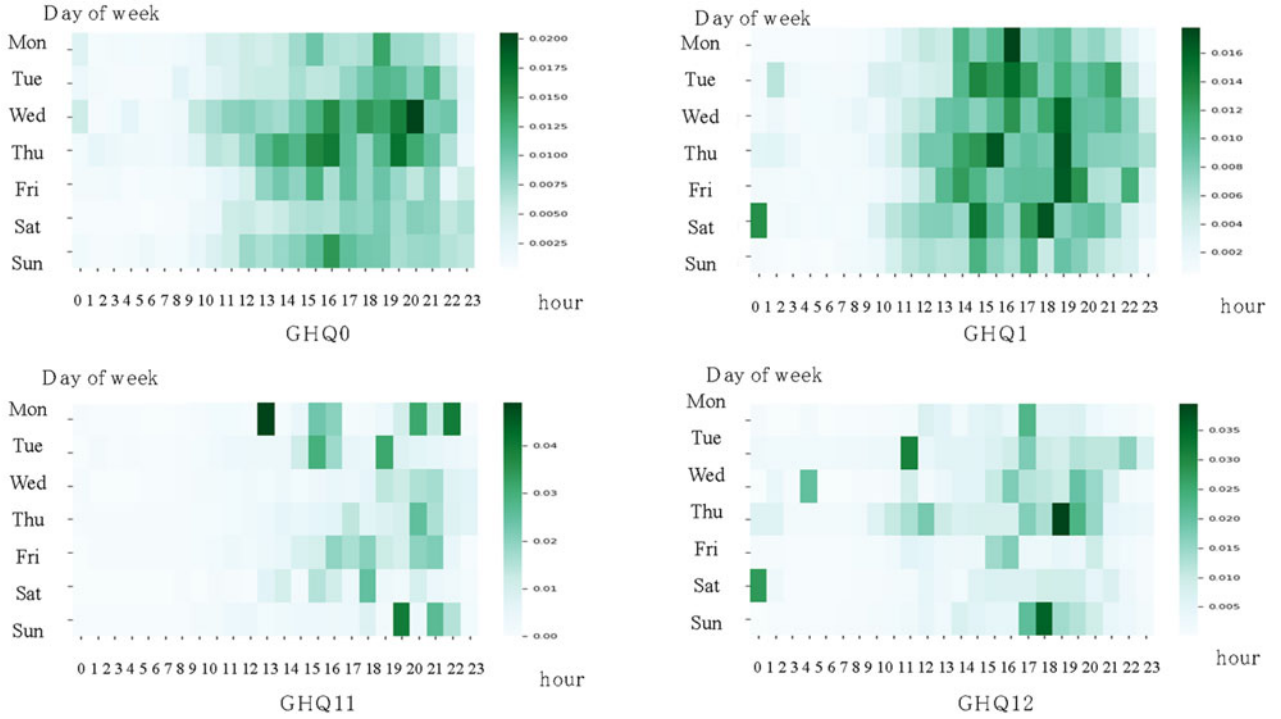 Day of week
Mon
Tue
Wed
Thu
Fri
Sat
Sun
0 1 2 3 4 5 6 7 8 9 10 11 12 13 14 15 16 17 18 19 20 21 22 23
hour
GHQ0
0.0200
0.0175
0.0150
0.0125
0.0100
0.0075
0.0050
0.0025
Day of week
Mon
Tue
Wed
Thu
Fri
Sat
Sun
0 1 2 3 4 5 6 7 8 9 10 11 12 13 14 15 16 17 18 19 20 21 22 23
hour
GHQ1
0.016
0.014
0.012
0.010
0.008
0.006
0.004
0.002
Day of week
Mon
Tue
Wed
Thu
Fri
Sat
Sun
0 1 2 3 4 5 6 7 8 9 10 11 12 13 14 15 16 17 18 19 20 21 22 23
hour
GHQ11
0.04
0.03
0.02
0.01
0.00
Day of week
Mon
Tue
Wed
Thu
Fri
Sat
Sun
0 1 2 3 4 5 6 7 8 9 10 11 12 13 14 15 16 17 18 19 20 21 22 23
hour
GHQ12
0.035
0.030
0.025
0.020
0.015
0.010
0.005